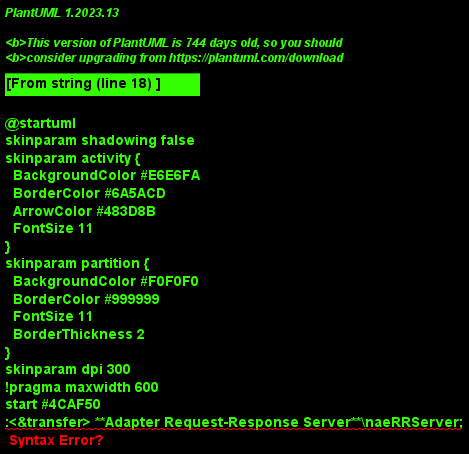 PlantUML 1.2023.13
<b>This version of PlantUML is 744 days old, so you should
<b>consider upgrading from https://plantuml.com/download
[From string (line 18) ]
@startuml
skinparam shadowing false
skinparam activity {
BackgroundColor #E6E6FA
BorderColor #6A5ACD
ArrowColor #483D8B
FontSize 11
}
skinparam partition {
BackgroundColor #F0F0F0
BorderColor #999999
FontSize 11
BorderThickness 2
}
skinparam dpi 300
!pragma maxwidth 600
start #4CAF50
:<&transfer> **Adapter Request-Response Server**\naeRRServer;
Syntax Error?